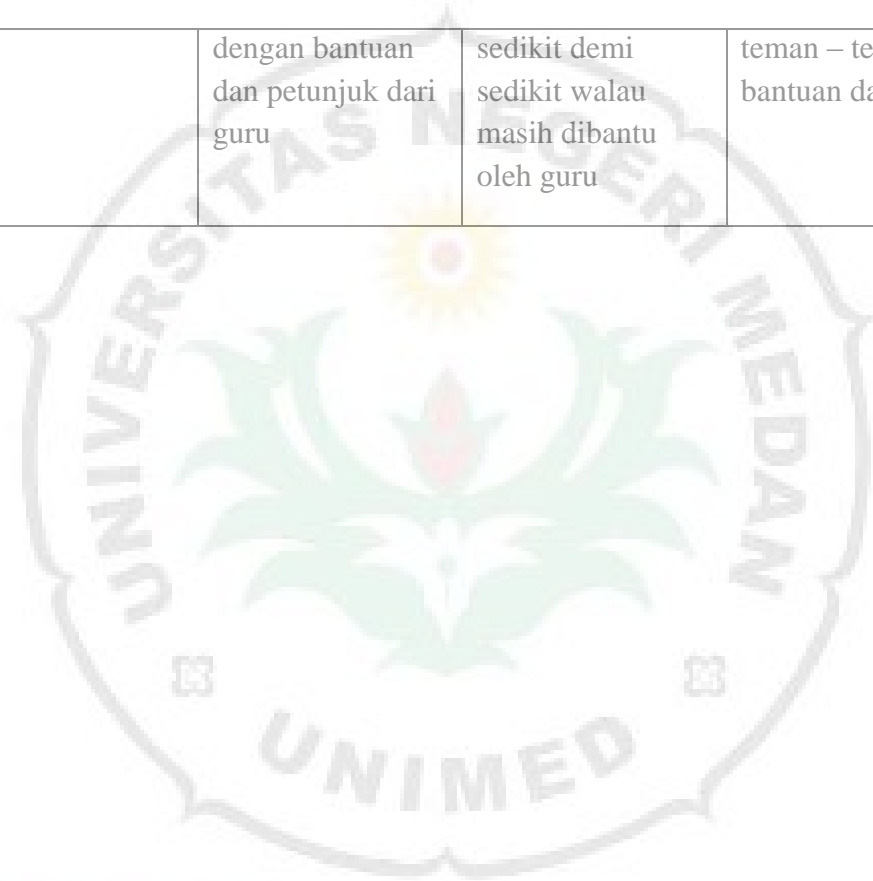 dengan bantuan
dan petunjuk dari
guru
sedikit demi
sedikit walau
masih dibantu
oleh guru
teman – te
bantuan da
UNIVERSITAS NEGERI MEDAN
UNIMED